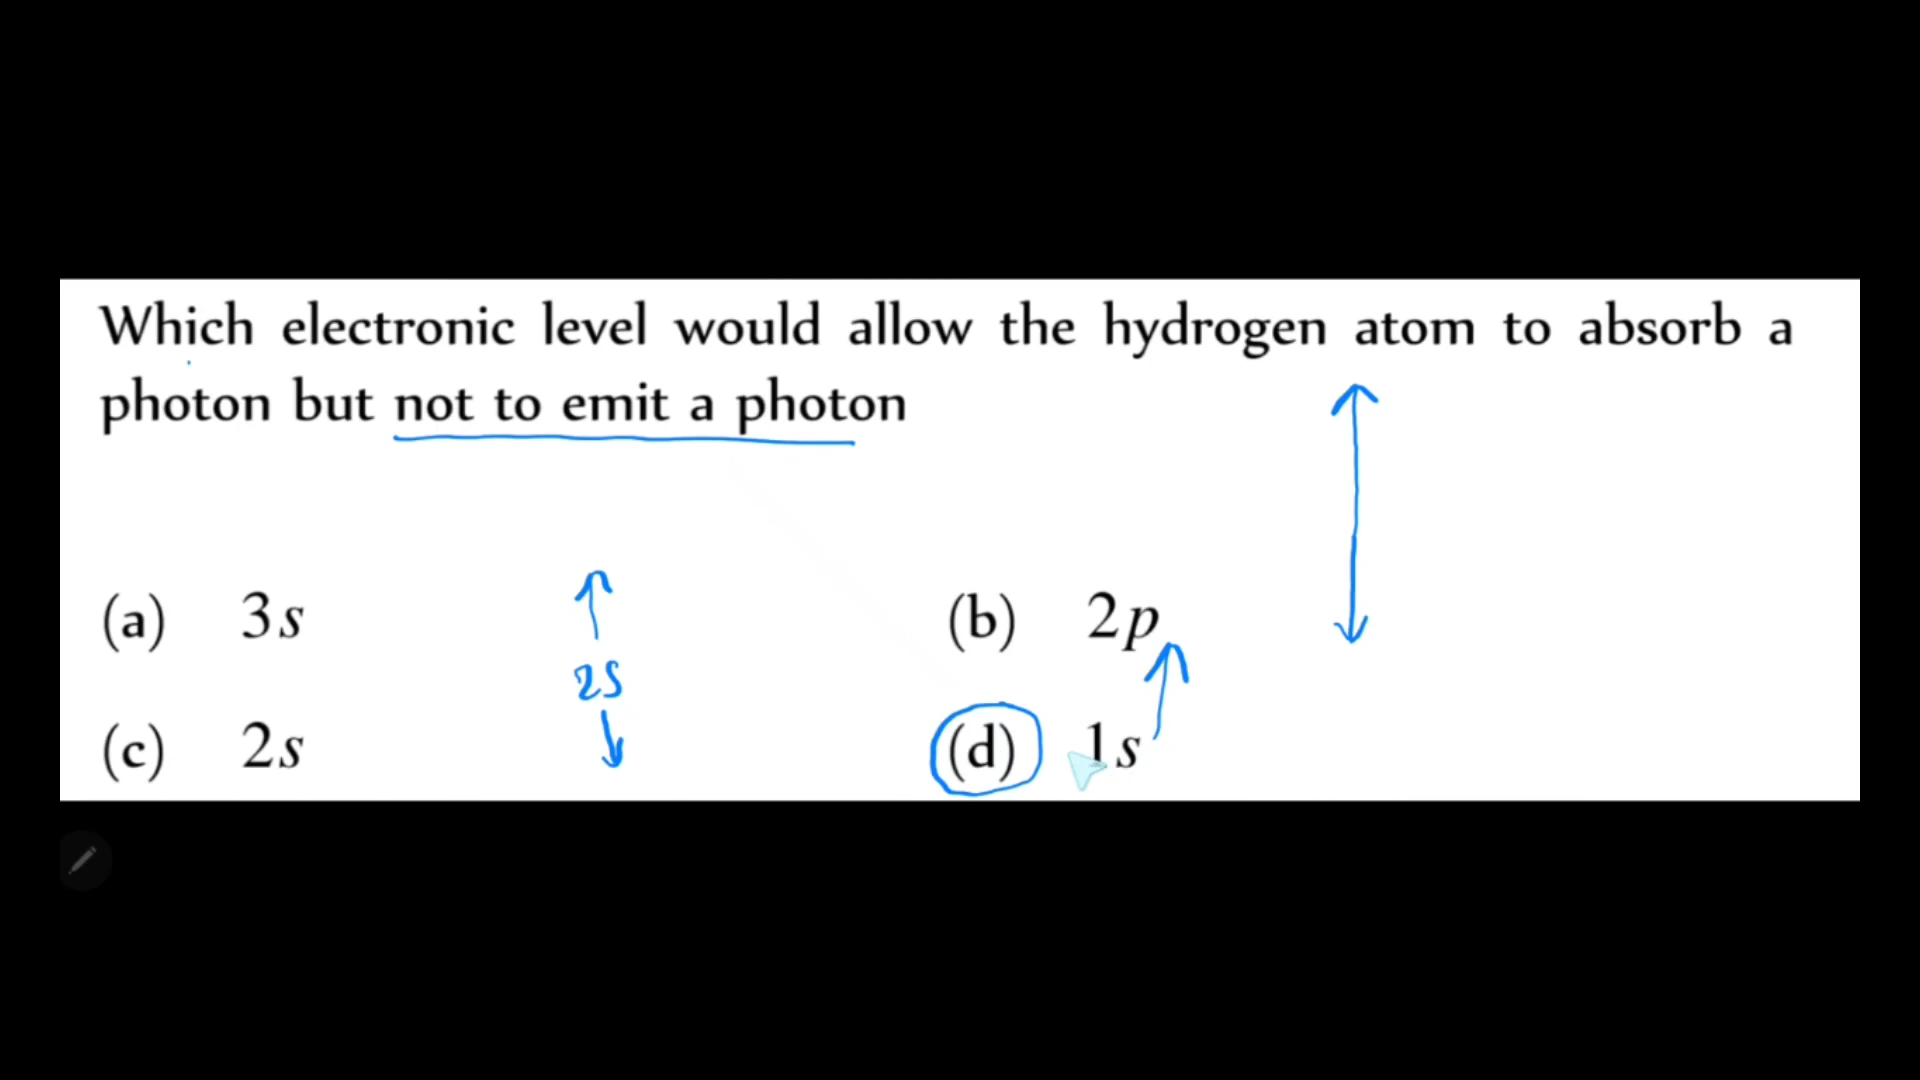 Which electronic level would allow the hydrogen atom to absorb a
photon but not to emit a photon
(a) 3s
(b) 2p
2s
(c) 2s
(d) 1s